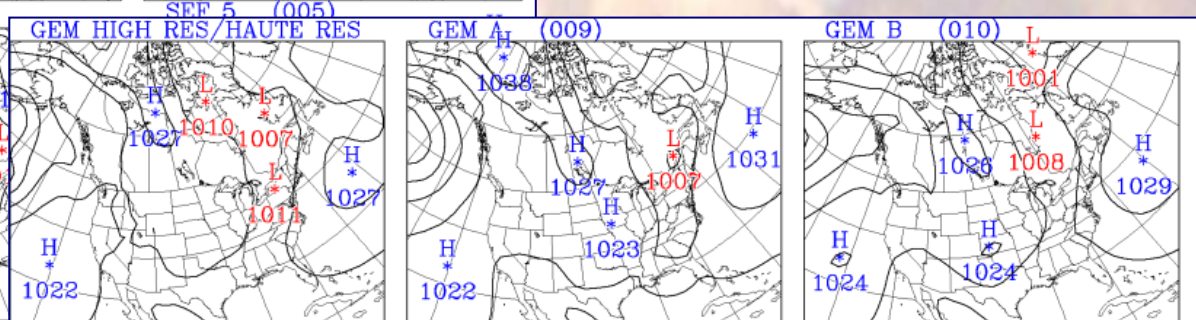 SEF 5 (005)
GEM HIGH RES/HAUTE RES
H
1027
L
1010
L
1007
L
1011
H
1027
H
1022
GEM A (009)
H
1038
H
1027
H
1023
L
1007
H
1031
H
1022
GEM B (010)
L
1001
H
1026
L
1008
H
1029
H
1024
H
1024